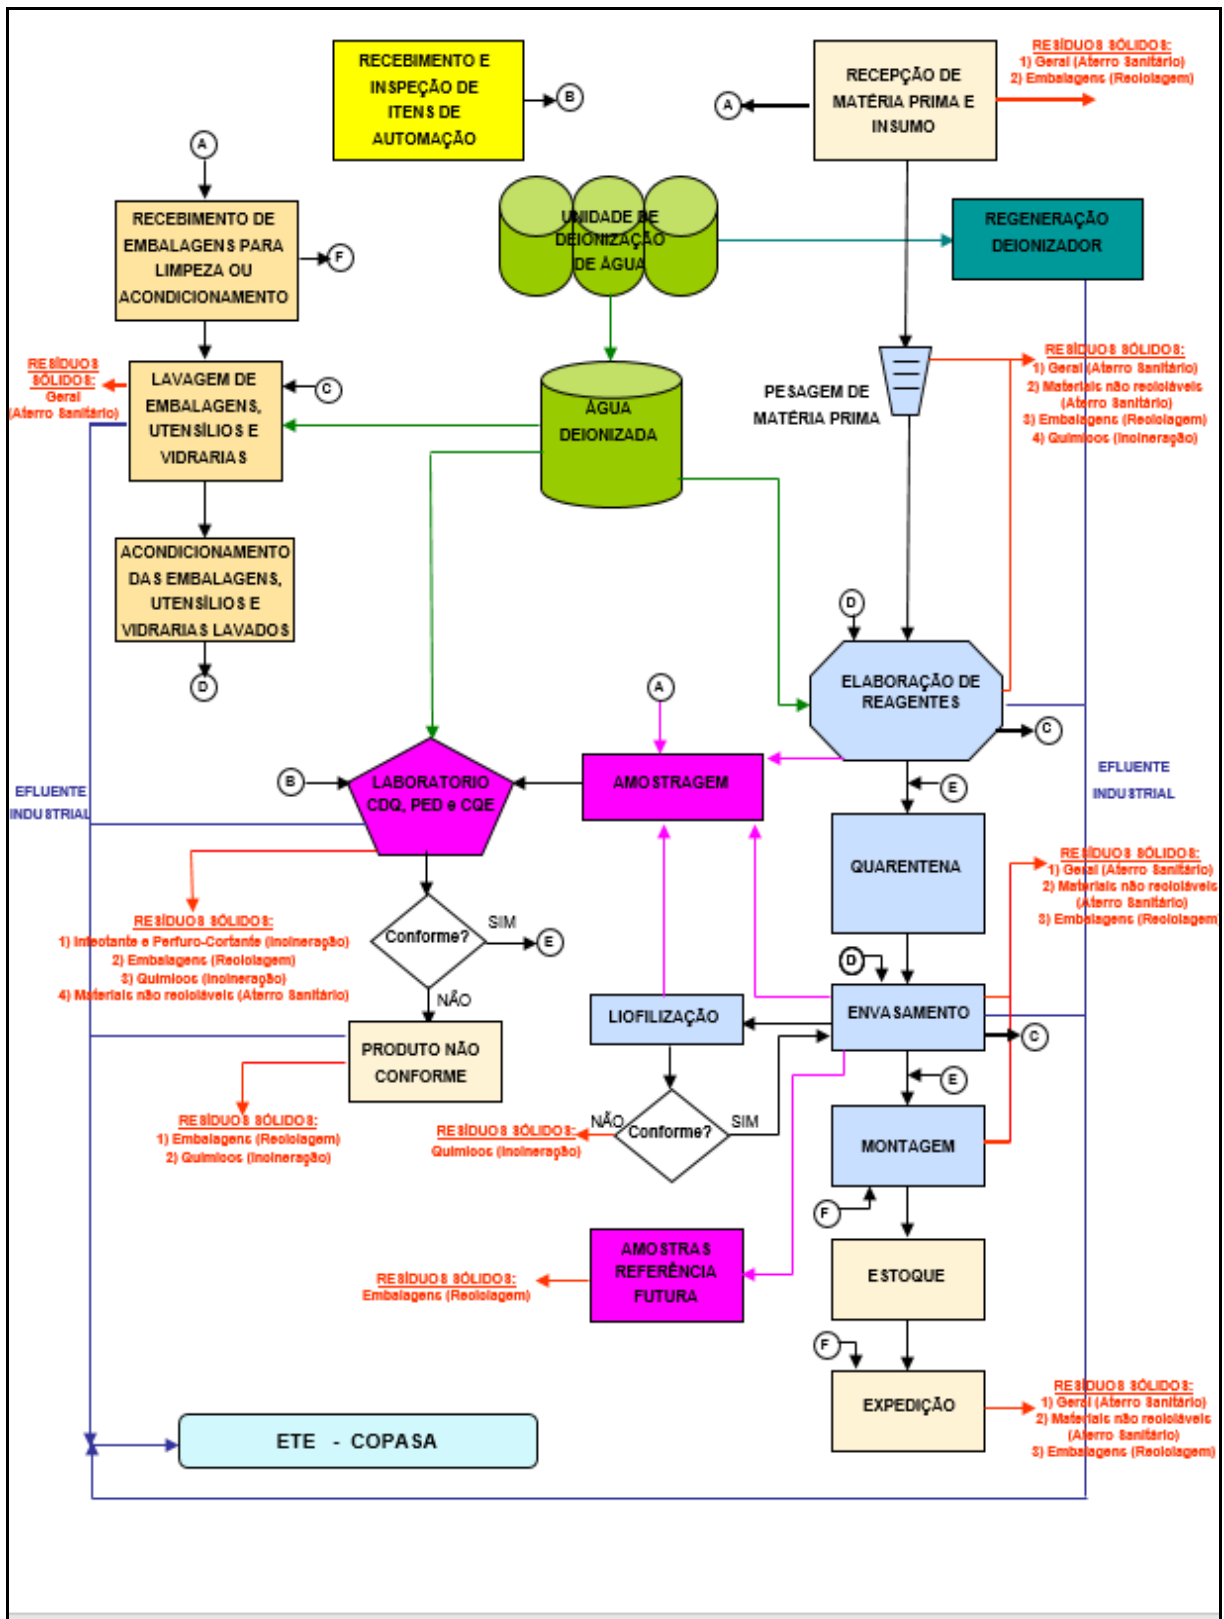 RECEBIMENTO E
INSPEÇÃO DE
ITENS DE
AUTOMAÇÃO
B
A
RECEPÇÃO DE
MATÉRIA PRIMA E
INSUMO
RESÍDUOS SÓLIDOS:
1) Geral (Aterro Sanitário)
2) Embalagens (Reciclagem)
A
RECEBIMENTO DE
EMBALAGENS PARA
LIMPEZA OU
ACONDICIONAMENTO
F
UNIDADE DE
DEIONIZAÇÃO
DE ÁGUA
REGENERAÇÃO
DEIONIZADOR
RESÍDUOS
SÓLIDOS:
Geral
(Aterro Sanitário)
LAVAGEM DE
EMBALAGENS,
UTENSÍLIOS E
VIDRARIAS
C
ÁGUA
DEIONIZADA
PESAGEM DE
MATÉRIA PRIMA
RESÍDUOS SÓLIDOS:
1) Geral (Aterro Sanitário)
2) Materiais não recicláveis
(Aterro Sanitário)
3) Embalagens (Reciclagem)
4) Químicos (Incineração)
ACONDICIONAMENTO
DAS EMBALAGENS,
UTENSÍLIOS E
VIDRARIAS LAVADOS
D
D
ELABORAÇÃO DE
REAGENTES
C
A
AMOSTRAGEM
B
LABORATORIO
CDQ, PED e CQE
E
EFLUENTE
INDUSTRIAL
EFLUENTE
INDUSTRIAL
QUARENTENA
RESÍDUOS SÓLIDOS:
1) Geral (Aterro Sanitário)
2) Materiais não recicláveis
(Aterro Sanitário)
3) Embalagens (Reciclagem)
RESÍDUOS SÓLIDOS:
1) Infectante e Perfuro-Cortante (Incineração)
2) Embalagens (Reciclagem)
3) Químicos (Incineração)
4) Materiais não recicláveis (Aterro Sanitário)
Conforme?
SIM
E
NÃO
D
PRODUTO NÃO
CONFORME
LIOFILIZAÇÃO
ENVASAMENTO
C
E
RESÍDUOS SÓLIDOS:
1) Embalagens (Reciclagem)
2) Químicos (Incineração)
RESÍDUOS SÓLIDOS:
Químicos (Incineração)
NÃO
Conforme?
SIM
MONTAGEM
F
AMOSTRAS
REFERÊNCIA
FUTURA
RESÍDUOS SÓLIDOS:
Embalagens (Reciclagem)
ESTOQUE
F
EXPEDIÇÃO
RESÍDUOS SÓLIDOS:
1) Geral (Aterro Sanitário)
2) Materiais não recicláveis
(Aterro Sanitário)
3) Embalagens (Reciclagem)
ETE - COPASA